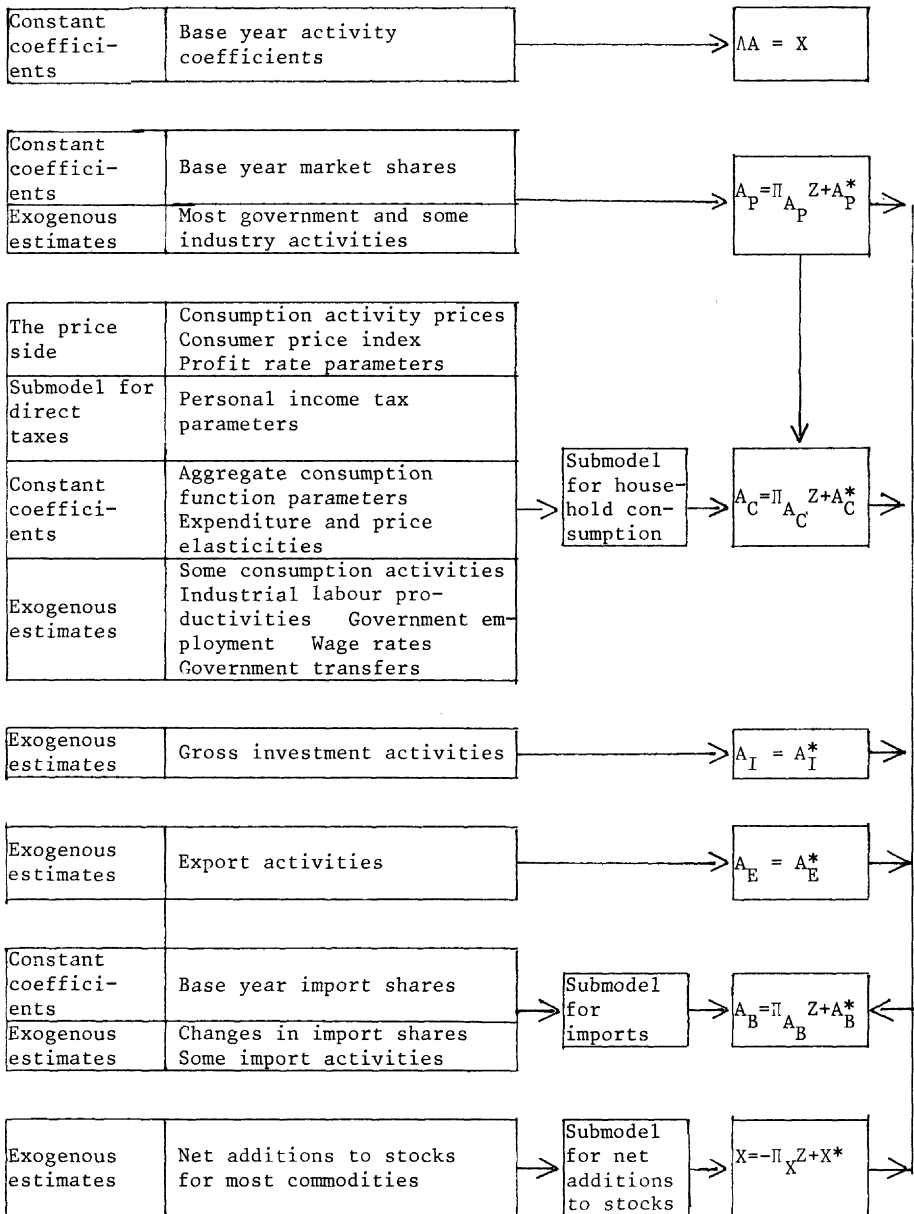 Constant
coeffici-
ents
Base year activity
coefficients
ΛA = X
Constant
coeffici-
ents
Base year market shares
Exogenous
estimates
Most government and some
industry activities
A_P=Π_{A_P} Z+A*_P
The price
side
Consumption activity prices
Consumer price index
Profit rate parameters
Submodel for
direct
taxes
Personal income tax
parameters
Constant
coeffici-
ents
Aggregate consumption
function parameters
Expenditure and price
elasticities
Exogenous
estimates
Some consumption activities
Industrial labour pro-
ductivities Government em-
ployment Wage rates
Government transfers
Submodel
for house-
hold con-
sumption
A_C=Π_{A_C} Z+A*_C
Exogenous
estimates
Gross investment activities
A_I = A*_I
Exogenous
estimates
Export activities
A_E = A*_E
Constant
coeffici-
ents
Base year import shares
Exogenous
estimates
Changes in import shares
Some import activities
Submodel
for
imports
A_B=Π_{A_B} Z+A*_B
Exogenous
estimates
Net additions to stocks
for most commodities
Submodel
for net
additions
to stocks
X=-Π_X Z+X*